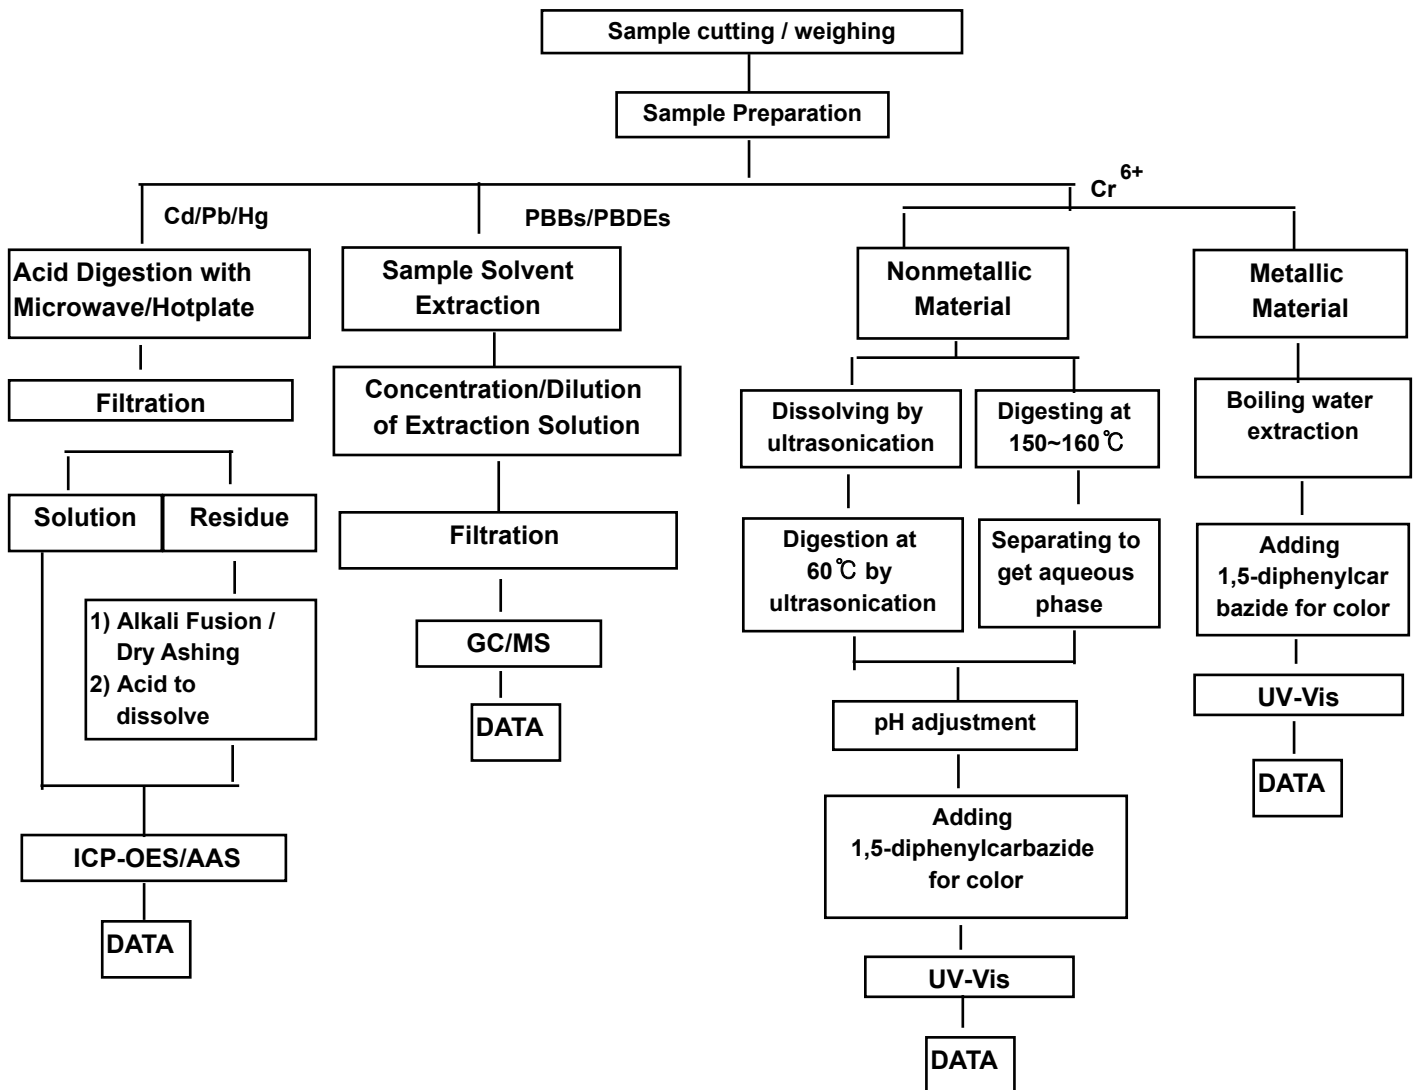 Sample cutting / weighing
Sample Preparation
Cd/Pb/Hg
PBBs/PBDEs
Cr 6+
Acid Digestion with
Microwave/Hotplate
Filtration
Solution
Residue
1) Alkali Fusion /
Dry Ashing
2) Acid to
dissolve
ICP-OES/AAS
DATA
Sample Solvent
Extraction
Concentration/Dilution
of Extraction Solution
Filtration
GC/MS
DATA
Nonmetallic
Material
Dissolving by
ultrasonication
Digestion at
60℃ by
ultrasonication
Digesting at
150~160℃
Separating to
get aqueous
phase
pH adjustment
Adding
1,5-diphenylcarbazide
for color
UV-Vis
DATA
Metallic
Material
Boiling water
extraction
Adding
1,5-diphenylcar
bazide for color
UV-Vis
DATA